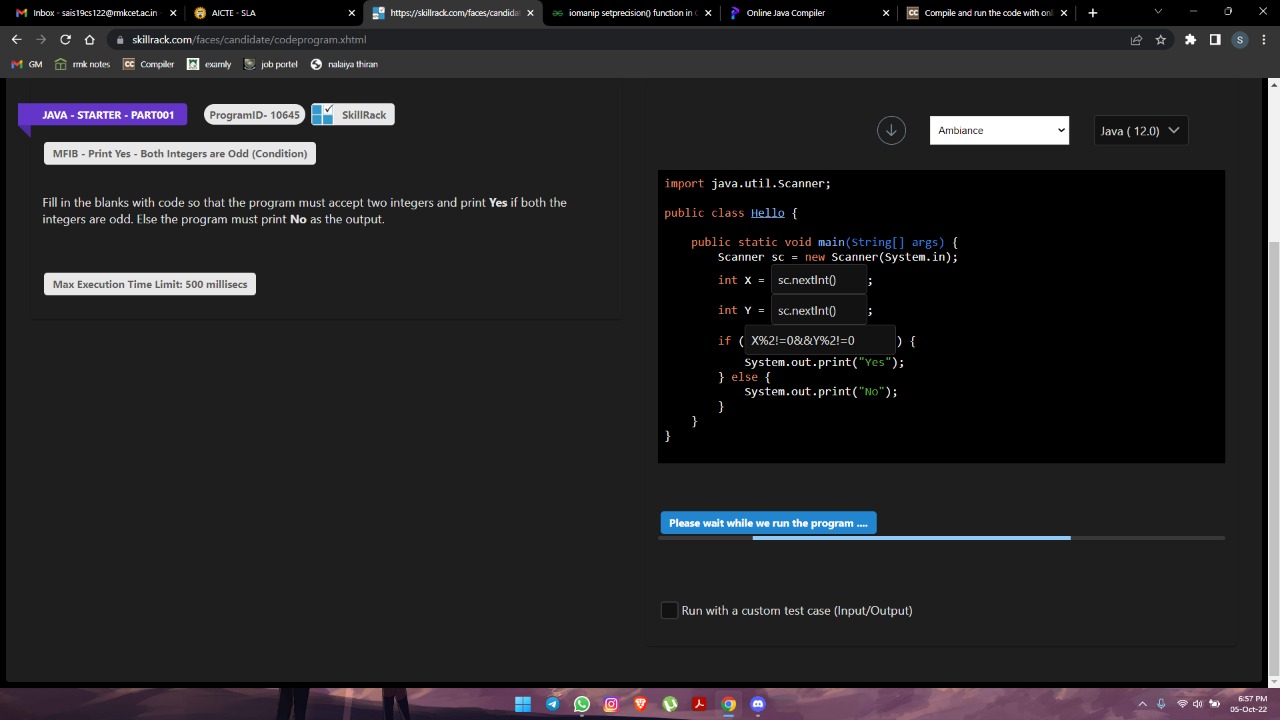 Inbox - sais19cs122@rmkcet.ac.in
AICTE - SLA
https://skillrack.com/faces/candidat
iomanip setprecision() function in
Online Java Compiler
Compile and run the code with onl
skillrack.com/faces/candidate/codeprogram.xhtml
S
GM
rmk notes
Compiler
examly
job portel
nalaiya thiran
JAVA - STARTER - PART001
ProgramID- 10645
SkillRack
MFIB - Print Yes - Both Integers are Odd (Condition)
Fill in the blanks with code so that the program must accept two integers and print Yes if both the
integers are odd. Else the program must print No as the output.
Max Execution Time Limit: 500 millisecs
Ambiance
Java ( 12.0)
import java.util.Scanner;
public class Hello {
public static void main(String[] args) {
Scanner sc = new Scanner(System.in);
int X = sc.nextInt() ;
int Y = sc.nextInt() ;
if ( X%2!=0&&Y%2!=0 ) {
System.out.print("Yes");
} else {
System.out.print("No");
}
}
}
Please wait while we run the program ....
Run with a custom test case (Input/Output)
6:57 PM
05-Oct-22